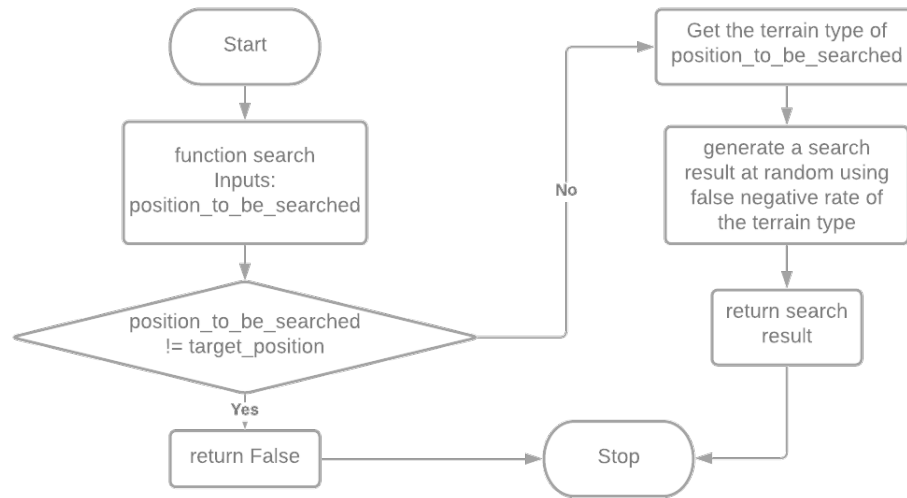 Start
function search
Inputs:
position_to_be_searched
position_to_be_searched
!= target_position
Yes
return False
No
Get the terrain type of
position_to_be_searched
generate a search
result at random using
false negative rate of
the terrain type
return search
result
Stop